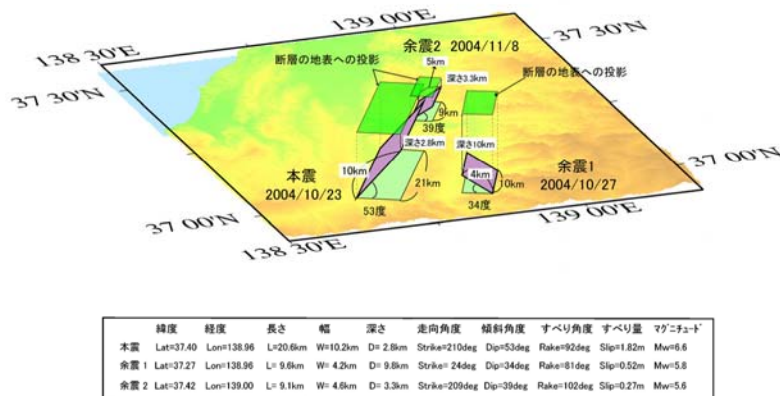 139 00'E
138 30'E
余震2 2004/11/8
37 30'N
37 30'N
断層の地表への投影
5km
深さ3.3km
断層の地表への投影
9km
39度
深さ2.8km
深さ10km
本震
2004/10/23
10km
21km
4km
10km
余震1
2004/10/27
37 00'N
53度
34度
37 00'N
139 00'E
138 30'E
緯度 経度 長さ 幅 深さ 走向角度 傾斜角度 すべり角度 すべり量 マグニチュード
本震 Lat=37.40 Lon=138.96 L=20.6km W=10.2km D= 2.8km Strike=210deg Dip=53deg Rake=92deg Slip=1.82m Mw=6.6
余震 1 Lat=37.27 Lon=138.96 L= 9.6km W= 4.2km D= 9.8km Strike= 24deg Dip=34deg Rake=81deg Slip=0.52m Mw=5.8
余震 2 Lat=37.42 Lon=139.00 L= 9.1km W= 4.6km D= 3.3km Strike=209deg Dip=39deg Rake=102deg Slip=0.27m Mw=5.6